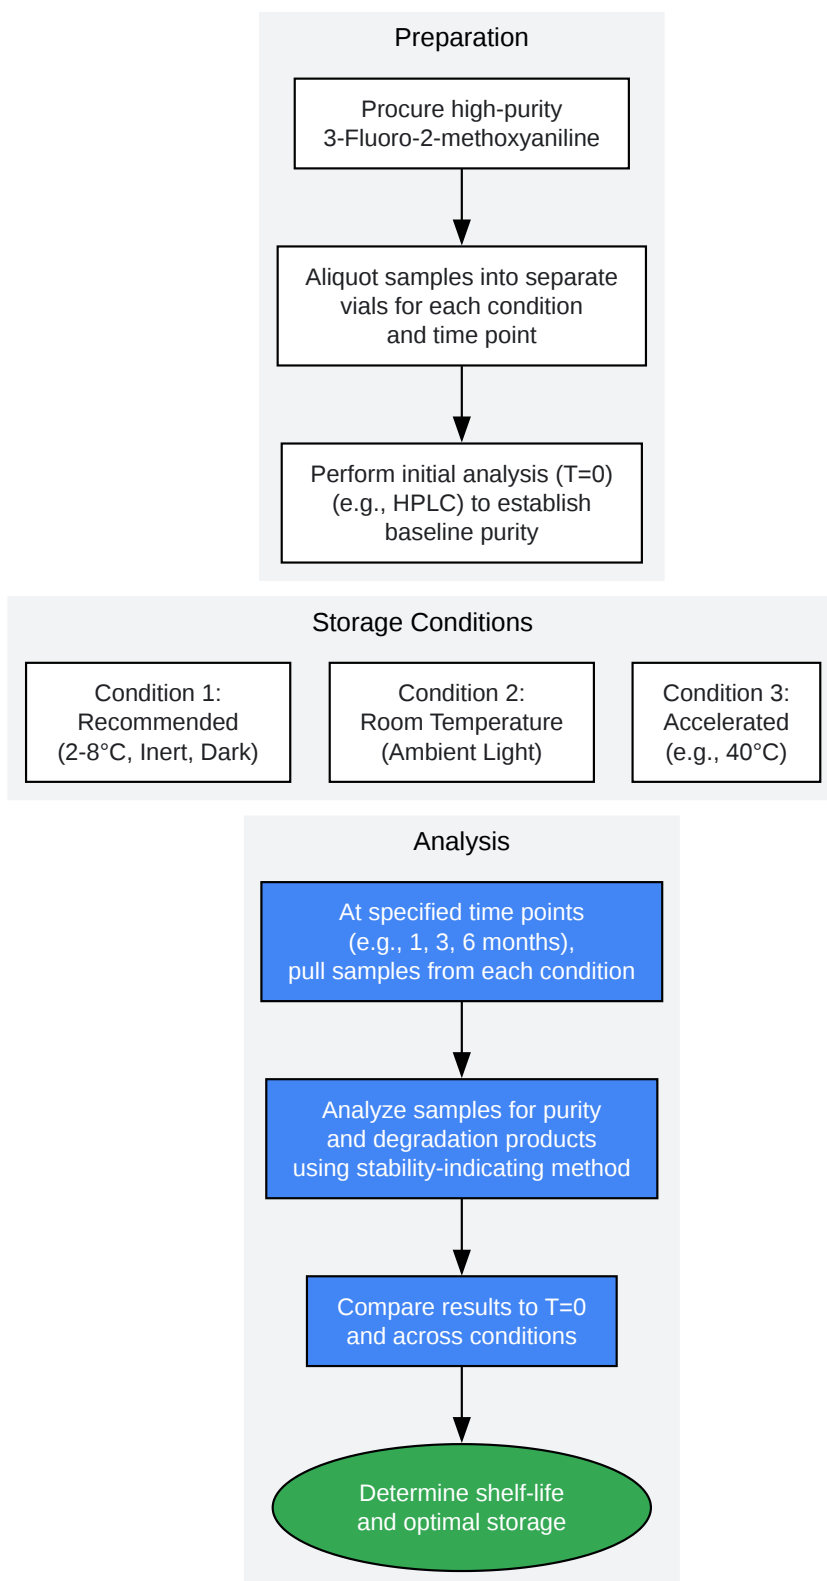 Preparation
Procure high-purity
3-Fluoro-2-methoxyaniline
Aliquot samples into separate
vials for each condition
and time point
Perform initial analysis (T=0)
(e.g., HPLC) to establish
baseline purity
Storage Conditions
Condition 1:
Recommended
(2-8°C, Inert, Dark)
Condition 2:
Room Temperature
(Ambient Light)
Condition 3:
Accelerated
(e.g., 40°C)
Analysis
At specified time points
(e.g., 1, 3, 6 months),
pull samples from each condition
Analyze samples for purity
and degradation products
using stability-indicating method
Compare results to T=0
and across conditions
Determine shelf-life
and optimal storage